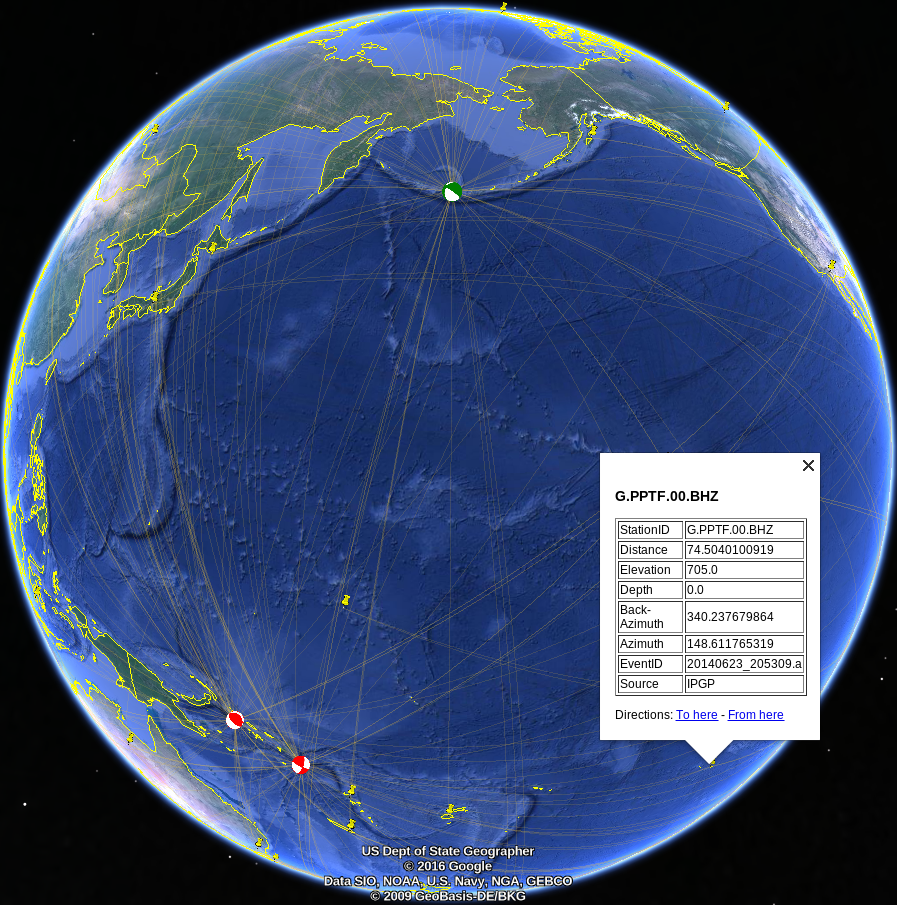 G.PPTF.00.BHZ
StationID G.PPTF.00.BHZ
Distance 74.5040100919
Elevation 705.0
Depth 0.0
Back-
Azimuth 340.237679864
Azimuth 148.611765319
EventID 20140623_205309.a
Source IPGP
Directions: To here - From here
US Dept of State Geographer
© 2016 Google
Data SIO, NOAA, U.S. Navy, NGA, GEBCO
© 2009 GeoBasis-DE/BKG